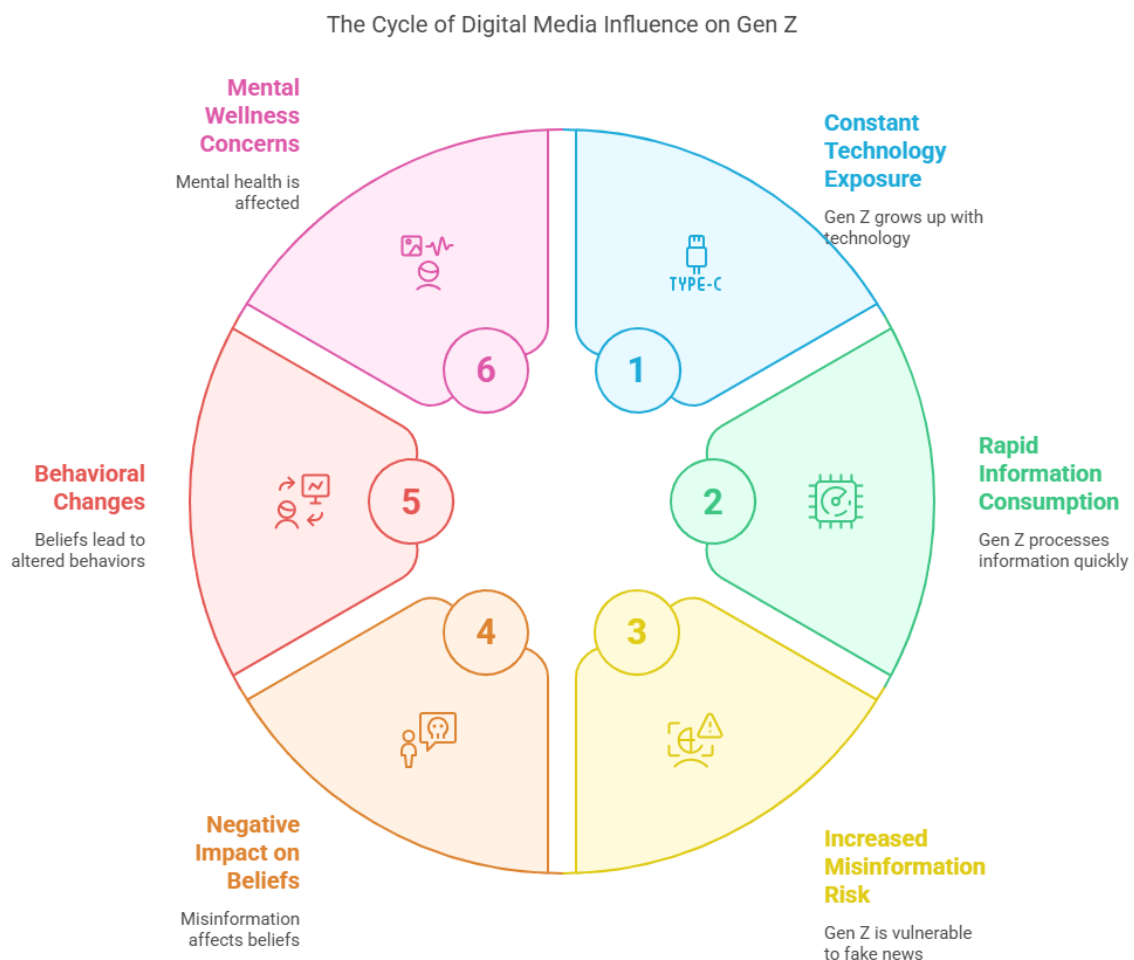 The Cycle of Digital Media Influence on Gen Z
Mental
Wellness
Concerns
Mental health is
affected
Constant
Technology
Exposure
Gen Z grows up with
technology
TYPE-C
6
1
Behavioral
Changes
Beliefs lead to
altered behaviors
5
2
Rapid
Information
Consumption
Gen Z processes
information quickly
4
3
Negative
Impact on
Beliefs
Misinformation
affects beliefs
Increased
Misinformation
Risk
Gen Z is vulnerable
to fake news